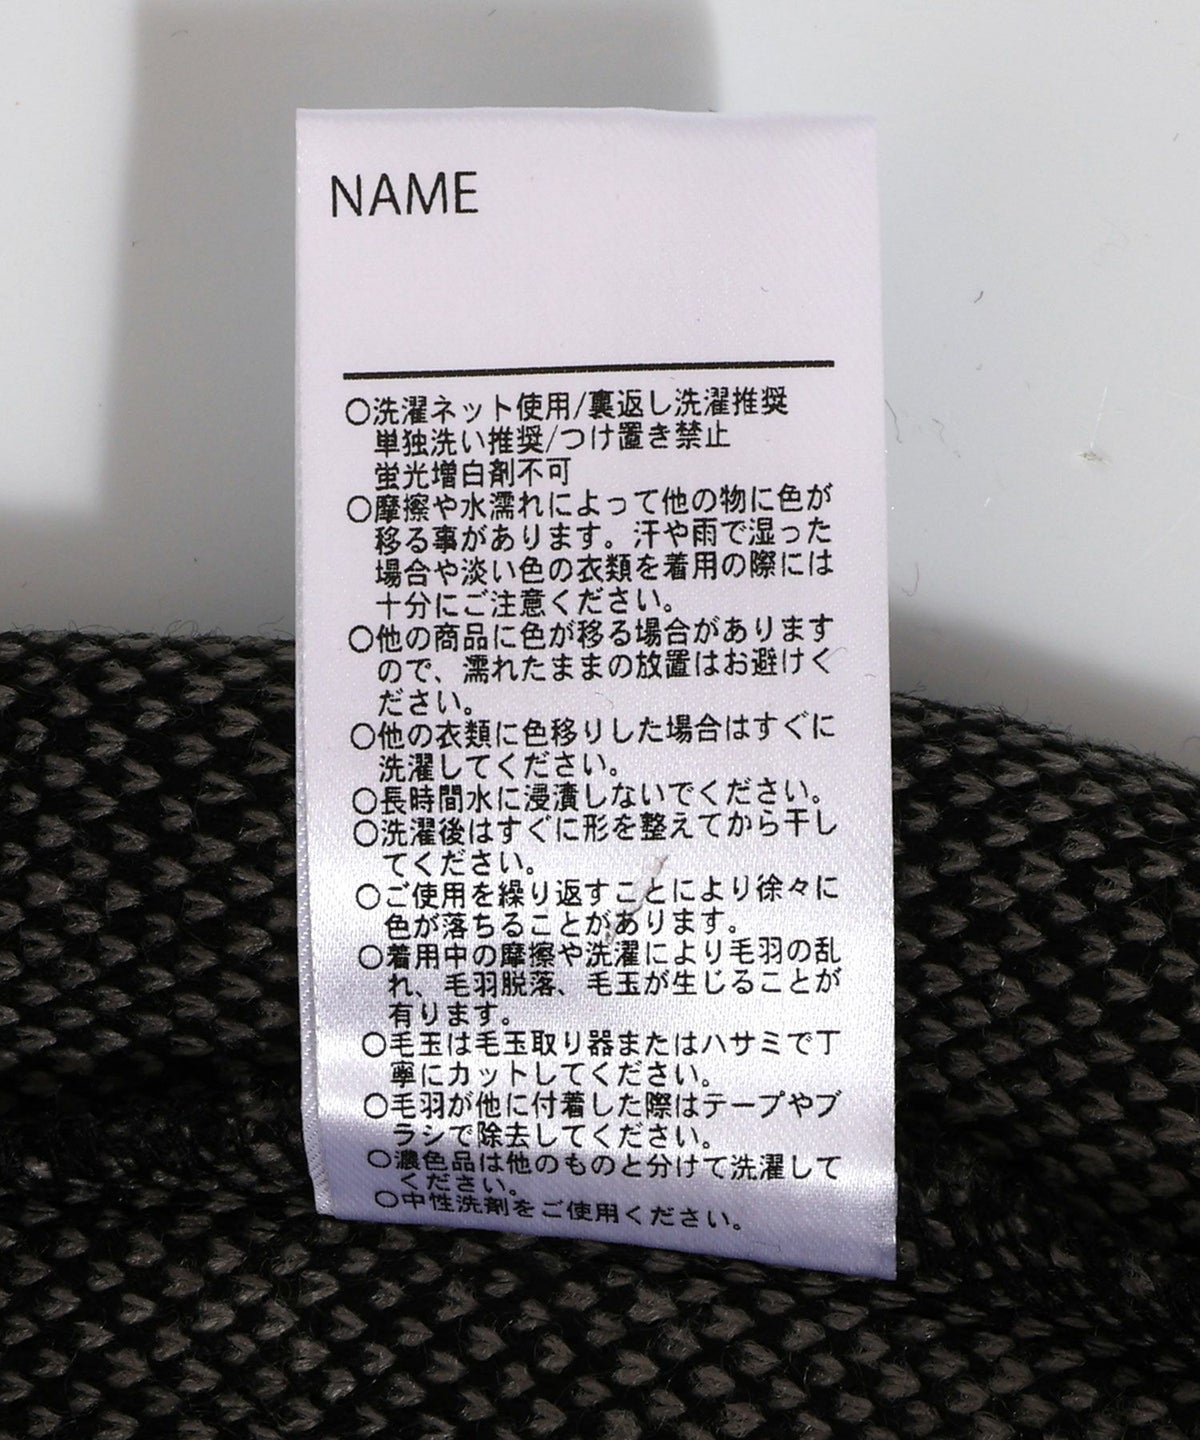 NAME
○洗濯ネット使用/裏返し洗濯推奨
単独洗い推奨/つけ置き禁止
蛍光増白剤不可
○摩擦や水濡れによって他の物に色が
移る事があります。汗や雨で湿った
場合や淡い色の衣類を着用の際には
十分にご注意ください。
○他の商品に色が移る場合があります
ので、濡れたままの放置はお避けく
ださい。
○他の衣類に色移りした場合はすぐに
洗濯してください。
○長時間水に浸漬しないでください。
○洗濯後はすぐに形を整えてから干し
てください。
○ご使用を繰り返すことにより徐々に
色が落ちることがあります。
○着用中の摩擦や洗濯により毛羽の乱
れ、毛羽脱落、毛玉が生じることが
有ります。
○毛玉は毛玉取り器またはハサミで丁
寧にカットしてください。
○毛羽が他に付着した際はテープやブ
ラシで除去してください。
○濃色品は他のものと分けて洗濯して
ください。
○中性洗剤をご使用ください。